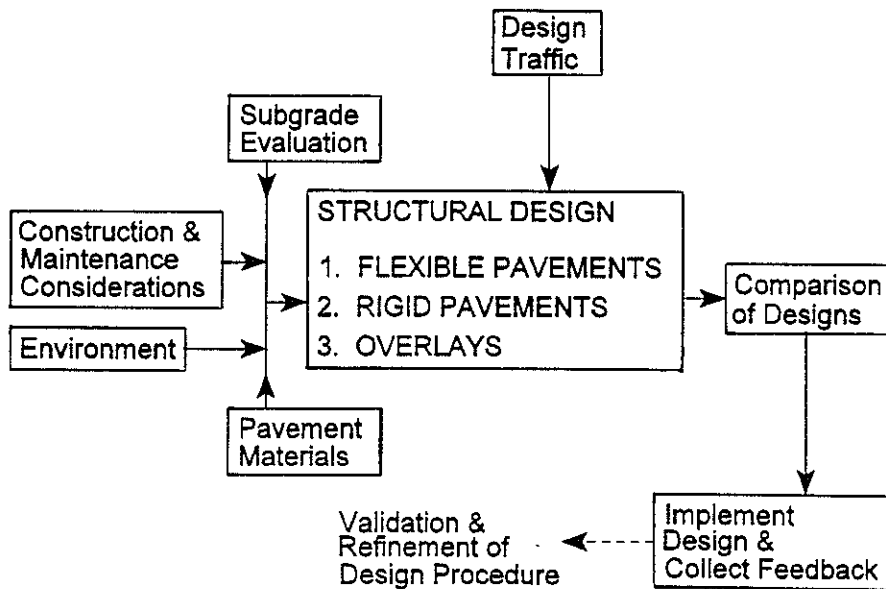 Design
Traffic
Subgrade
Evaluation
Construction &
Maintenance
Considerations
Environment
Pavement
Materials
STRUCTURAL DESIGN
1. FLEXIBLE PAVEMENTS
2. RIGID PAVEMENTS
3. OVERLAYS
Comparison
of Designs
Implement
Design &
Collect Feedback
Validation &
Refinement of
Design Procedure